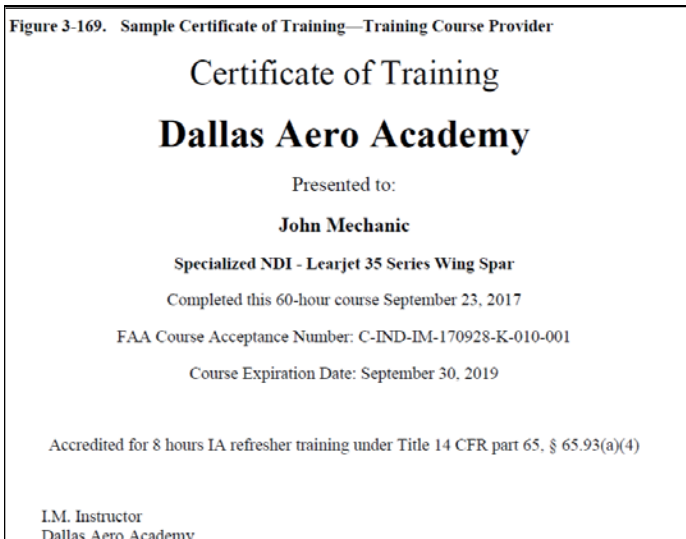 Figure 3-169. Sample Certificate of Training—Training Course Provider
Certificate of Training
Dallas Aero Academy
Presented to:
John Mechanic
Specialized NDI - Learjet 35 Series Wing Spar
Completed this 60-hour course September 23, 2017
FAA Course Acceptance Number: C-IND-IM-170928-K-010-001
Course Expiration Date: September 30, 2019
Accredited for 8 hours IA refresher training under Title 14 CFR part 65, § 65.93(a)(4)
I.M. Instructor
Dallas Aero Academy